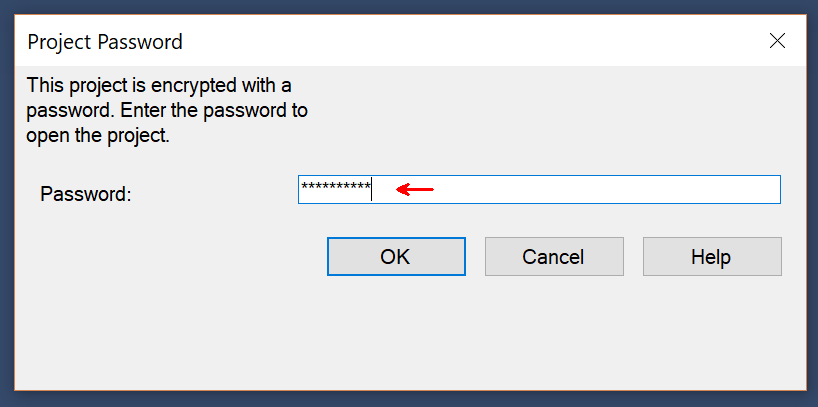 Project Password
This project is encrypted with a
password. Enter the password to
open the project.
Password: **********
OK Cancel Help